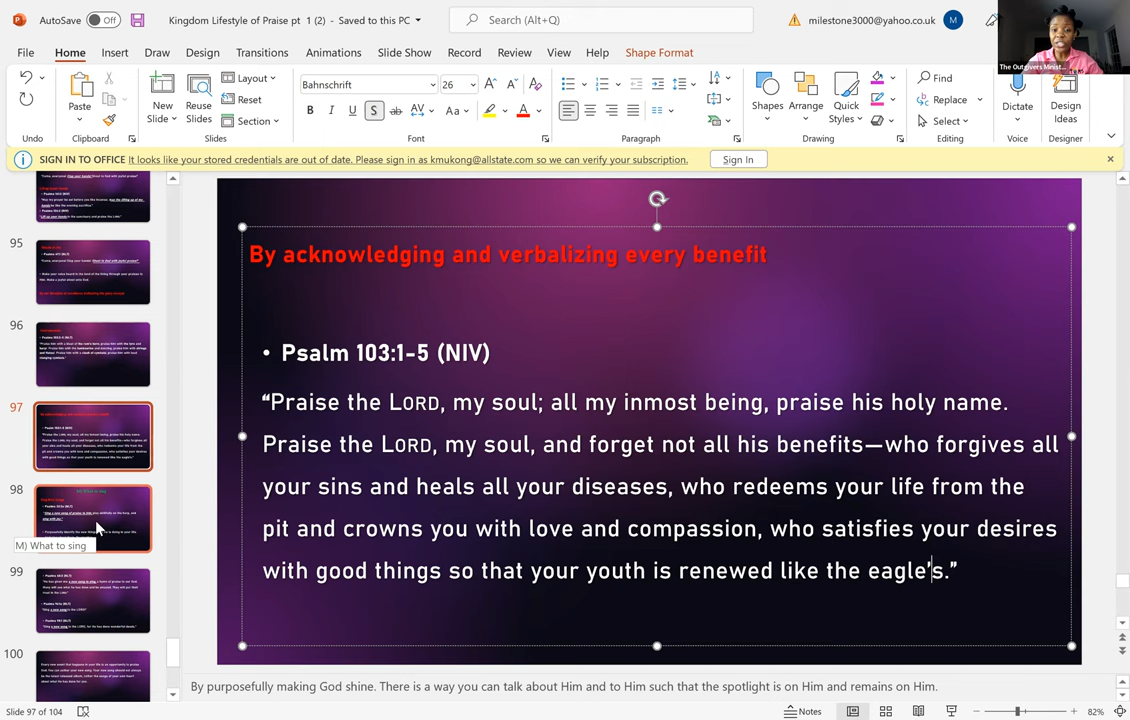 AutoSave Off
Kingdom Lifestyle of Praise pt 1 (2) - Saved to this PC
Search (Alt+Q)
milestone3000@yahoo.co.uk
M
The Outgivers Minist...
File Home Insert Draw Design Transitions Animations Slide Show Record Review View Help Shape Format
Paste
New Slide
Reuse Slides
Layout
Reset
Section
Bahnschrift
26
B I U S ab AV Aa A
Shapes
Arrange
Quick Styles
Find
Replace
Select
Dictate
Design Ideas
Undo Clipboard Slides Font Paragraph Drawing Editing Voice Designer
SIGN IN TO OFFICE It looks like your stored credentials are out of date. Please sign in as kmukong@allstate.com so we can verify your subscription.
Sign In
95
96
97
98
M) What to sing
99
100
By acknowledging and verbalizing every benefit
• Psalm 103:1-5 (NIV)
“Praise the LORD, my soul; all my inmost being, praise his holy name.
Praise the LORD, my soul, and forget not all his benefits—who forgives all
your sins and heals all your diseases, who redeems your life from the
pit and crowns you with love and compassion, who satisfies your desires
with good things so that your youth is renewed like the eagle’s.”
By purposefully making God shine. There is a way you can talk about Him and to Him such that the spotlight is on Him and remains on Him.
Slide 97 of 104
Notes
82%